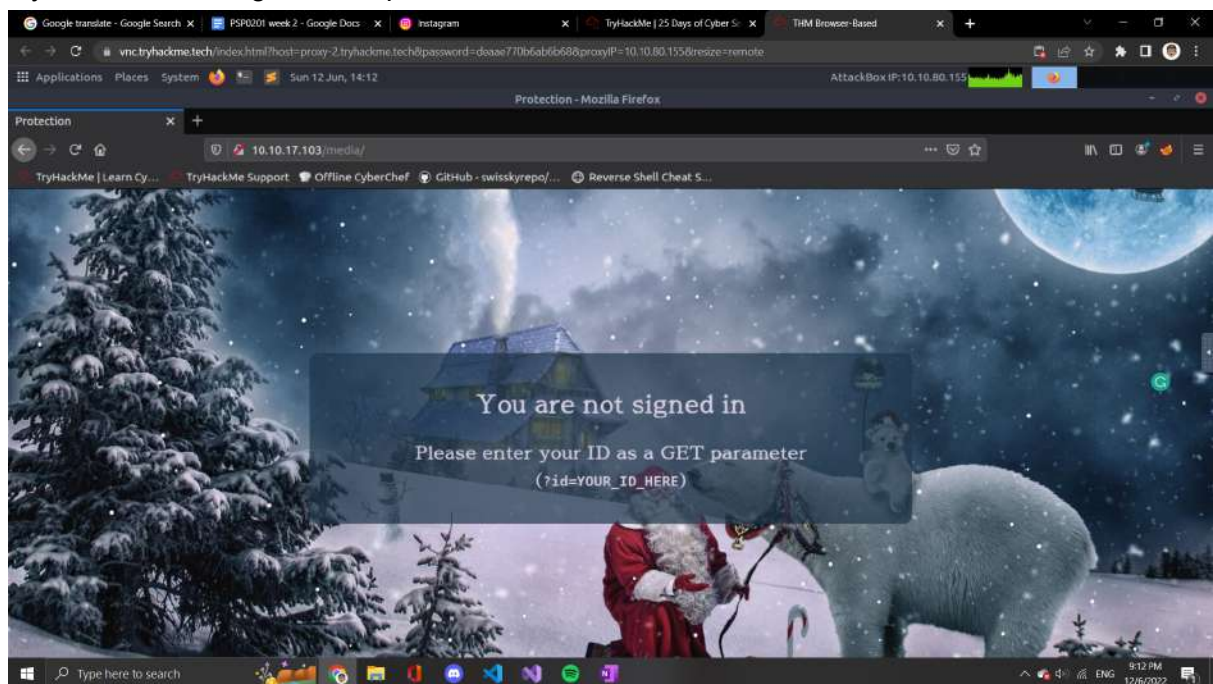 Google translate - Google Search
PSP0201 week 2 - Google Docs
Instagram
TryHackMe | 25 Days of Cyber Se
THM Browser-Based
vnc.tryhackme.tech/index.html?host=proxy-2.tryhackme.tech&password=deaae770b6ab6b68&proxyIP=10.10.80.155&resize=remote
Applications Places System Sun 12 Jun, 14:12 AttackBox IP:10.10.80.155
Protection - Mozilla Firefox
Protection
10.10.17.103/media/
TryHackMe | Learn Cy... TryHackMe Support Offline CyberChef GitHub - swisskyrepo/... Reverse Shell Cheat S...
You are not signed in
Please enter your ID as a GET parameter
(?id=YOUR_ID_HERE)
Type here to search
ENG
9:12 PM
12/6/2022